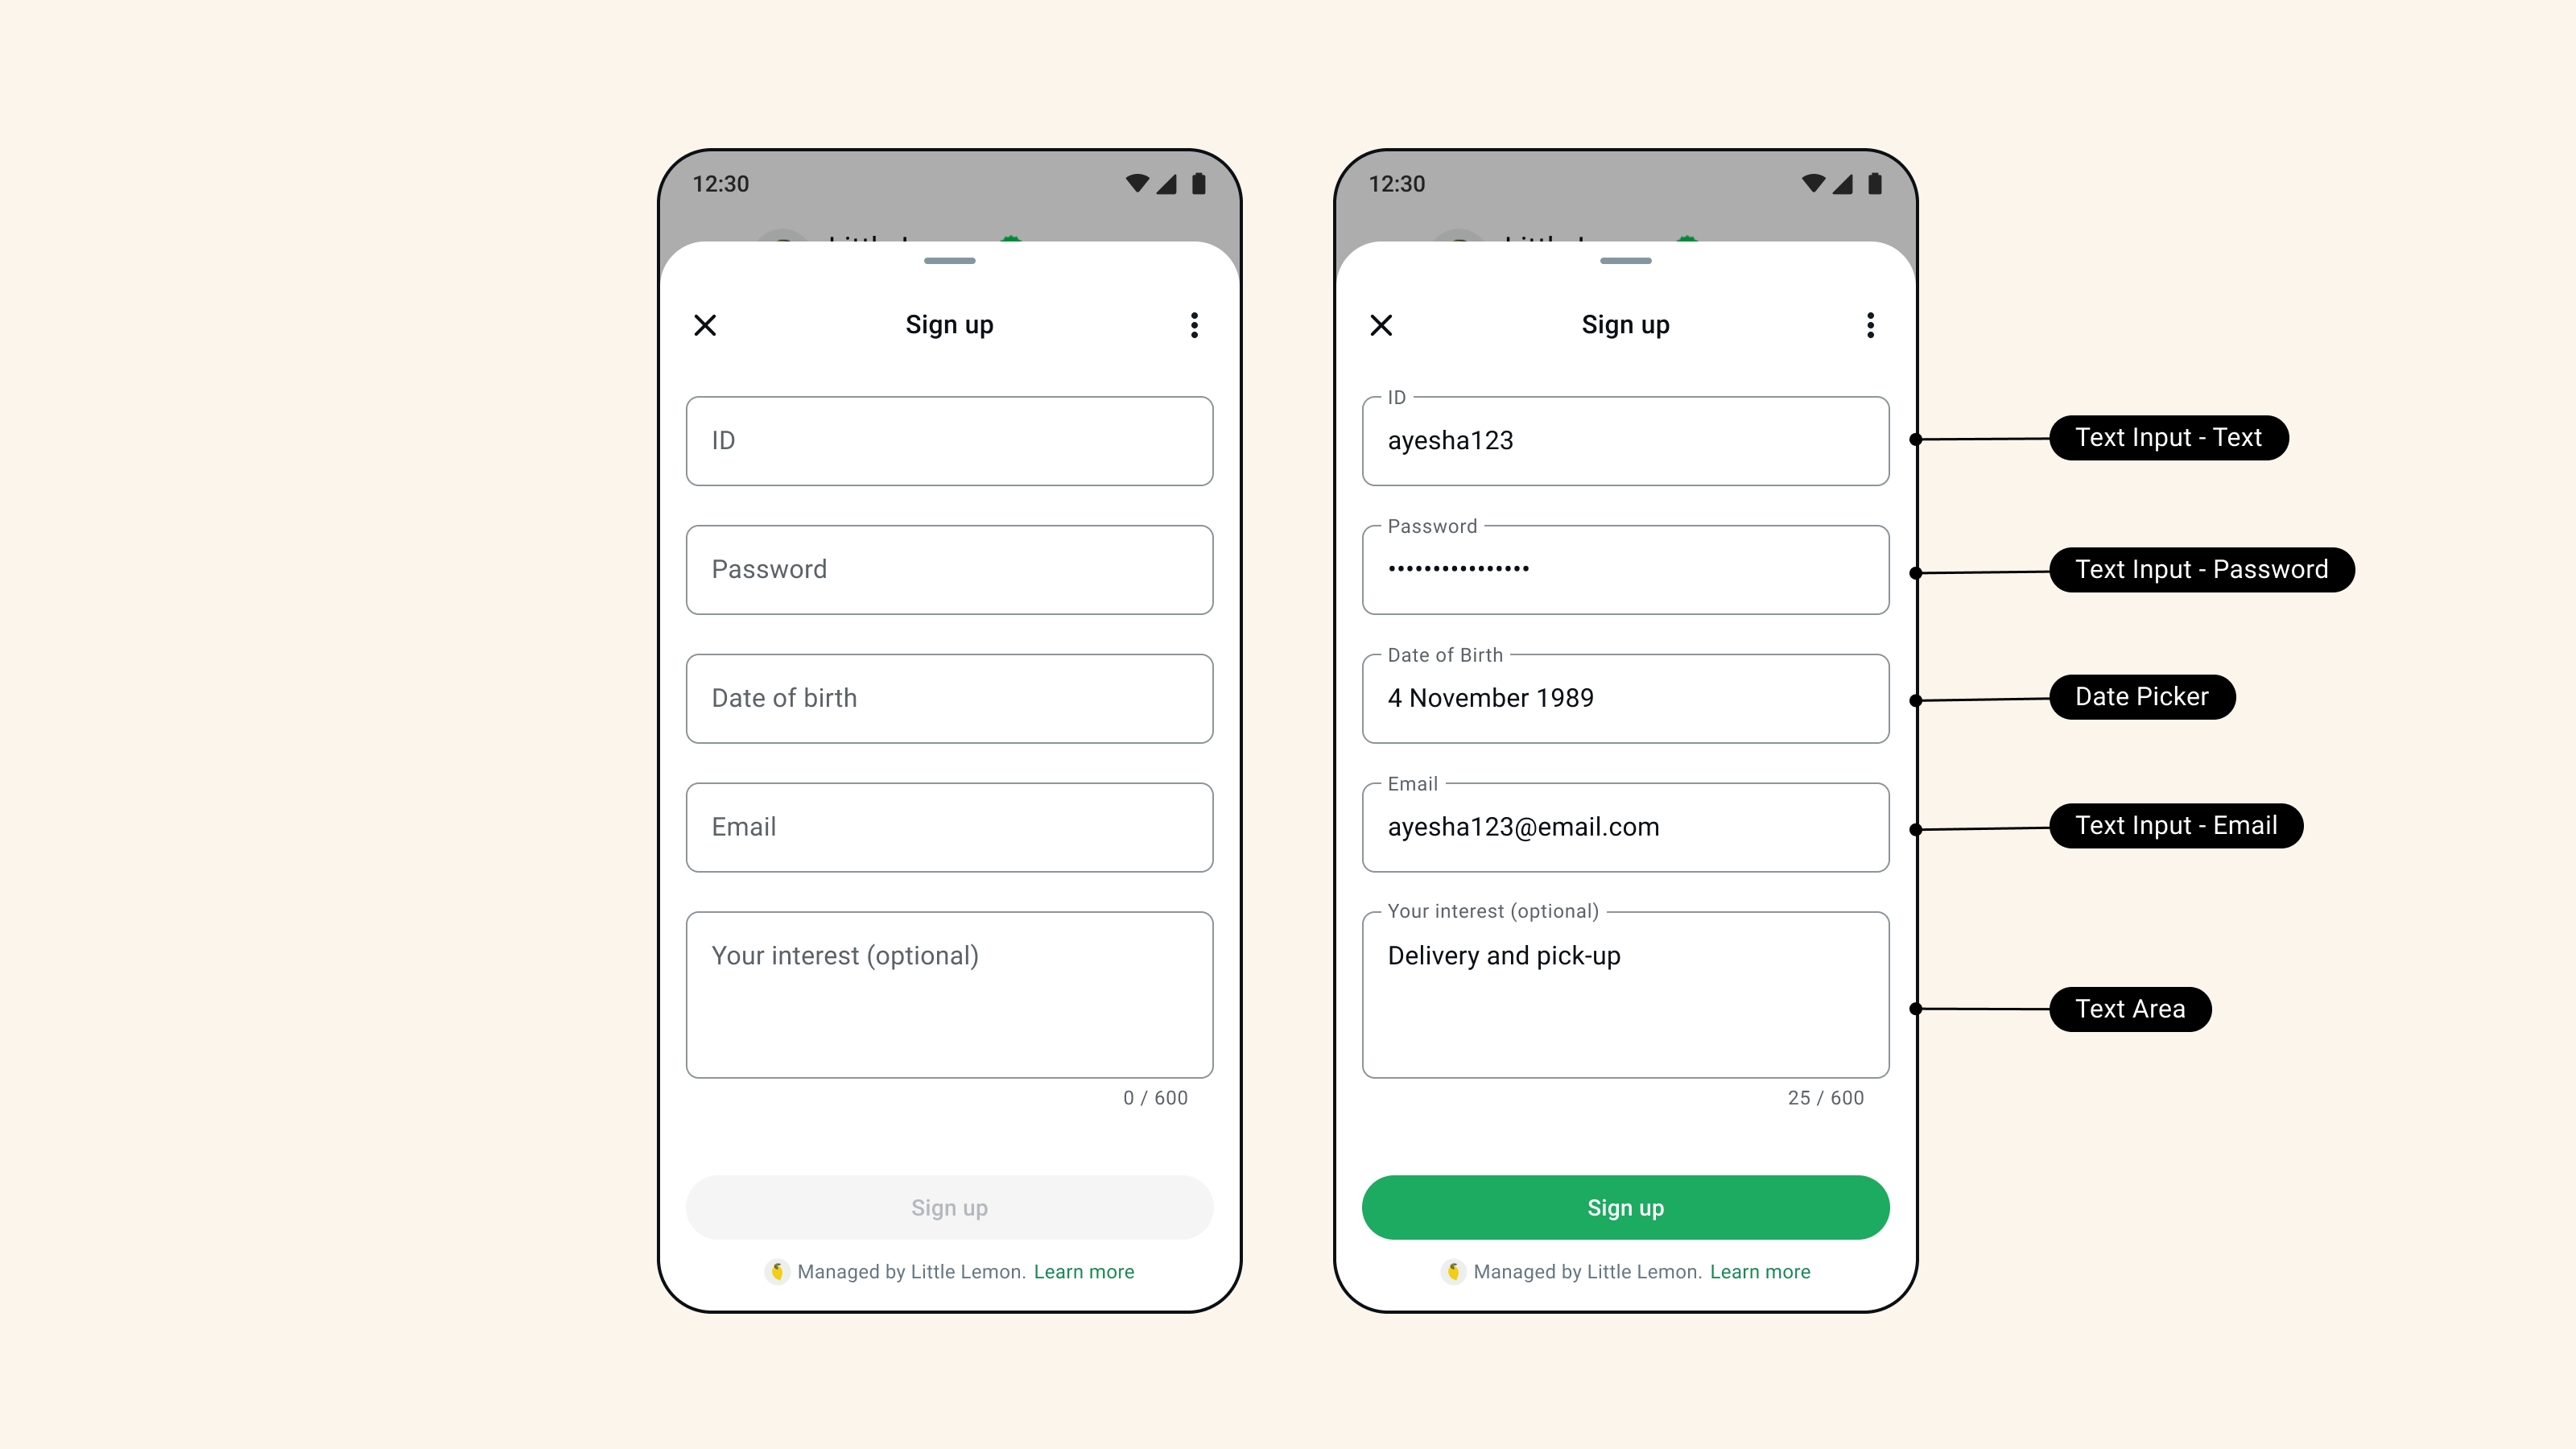 12:30
Sign up
ID
Password
Date of birth
Email
Your interest (optional)
0 / 600
Sign up
Managed by Little Lemon. Learn more
12:30
Sign up
ID
ayesha123
Password
••••••••••••••••
Date of Birth
4 November 1989
Email
ayesha123@email.com
Your interest (optional)
Delivery and pick-up
25 / 600
Sign up
Managed by Little Lemon. Learn more
Text Input - Text
Text Input - Password
Date Picker
Text Input - Email
Text Area